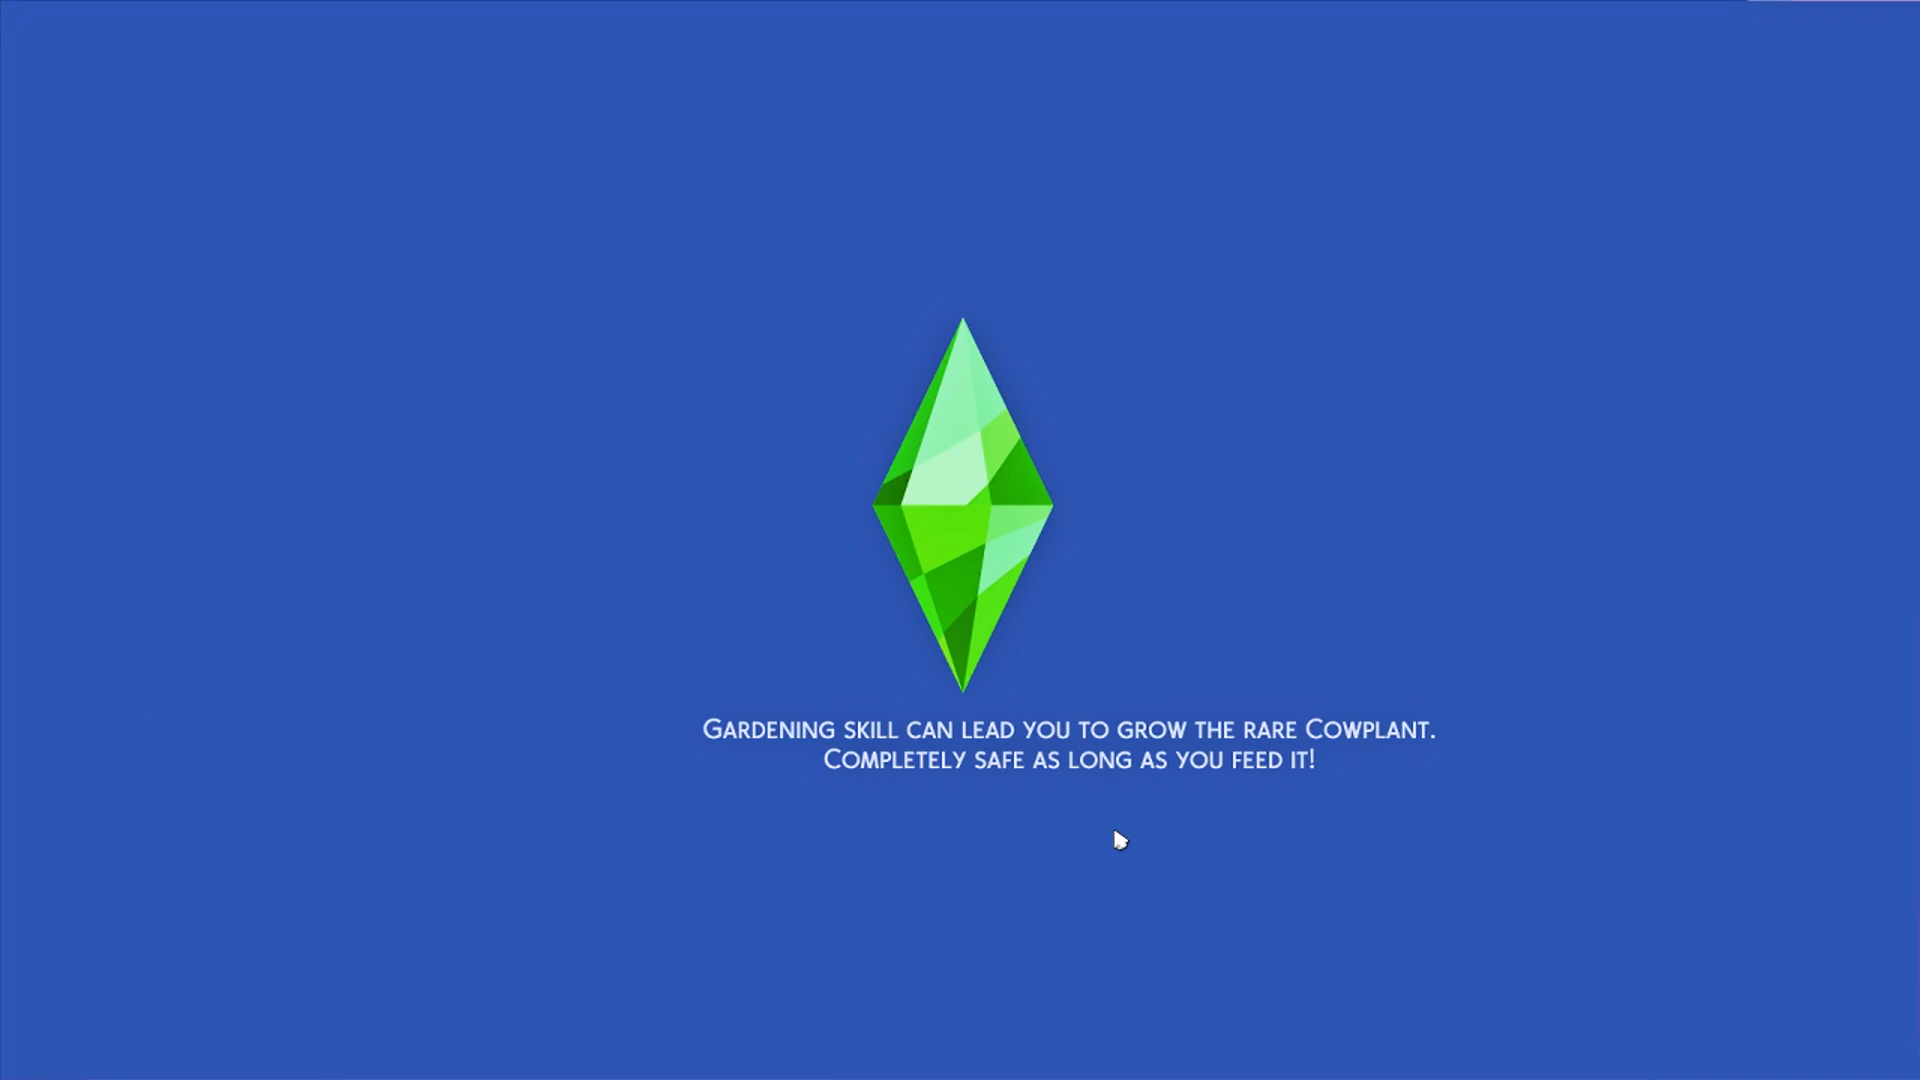 Gardening skill can lead you to grow the rare Cowplant.
Completely safe as long as you feed it!